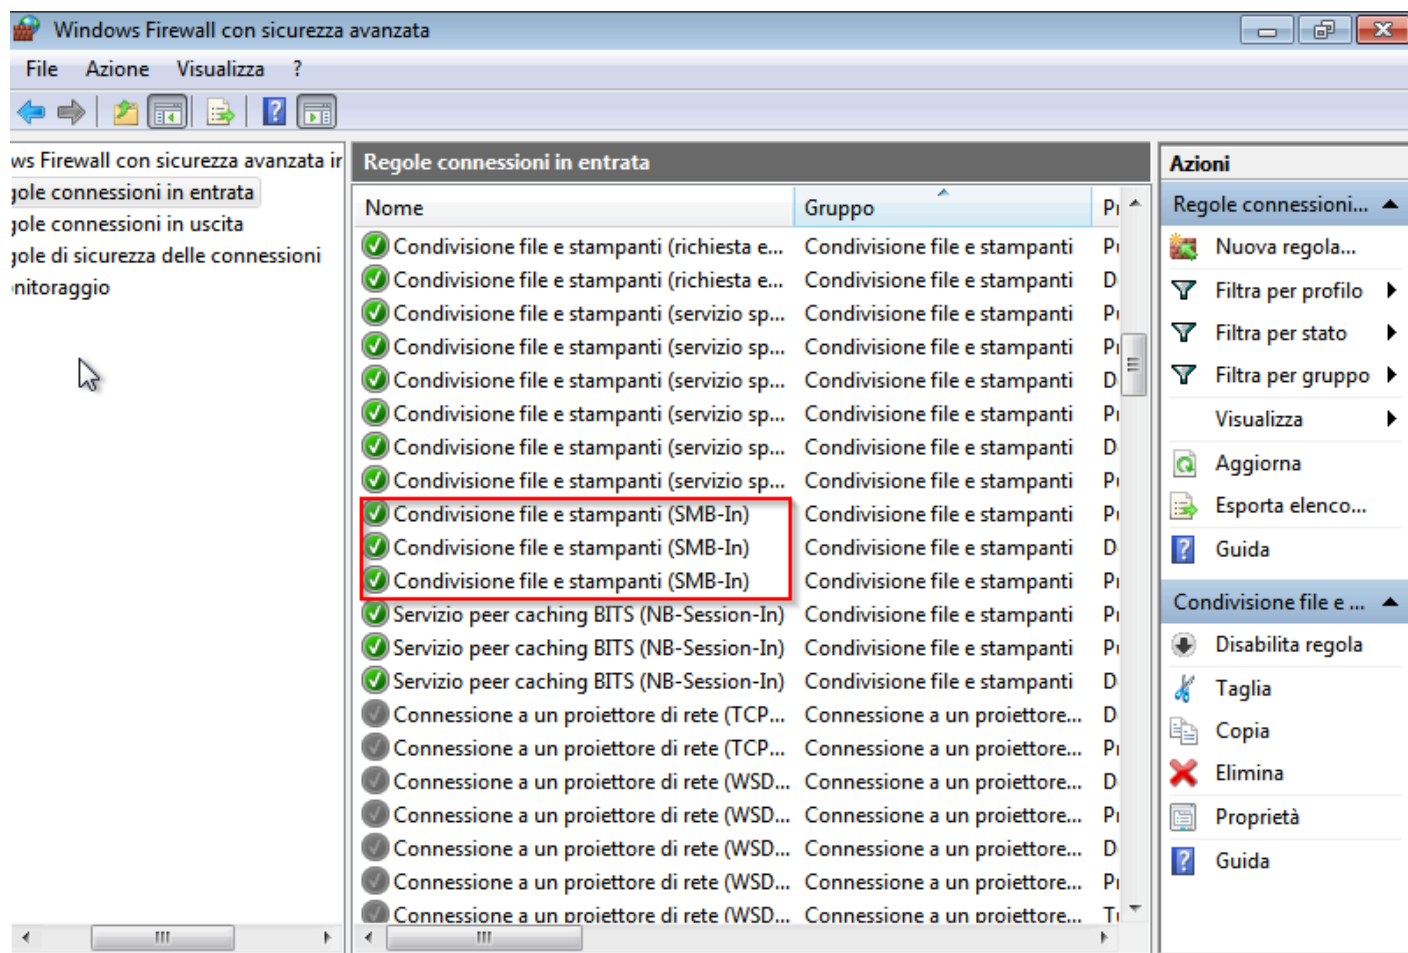 Windows Firewall con sicurezza avanzata
File Azione Visualizza ?
ws Firewall con sicurezza avanzata ir
gole connessioni in entrata
gole connessioni in uscita
gole di sicurezza delle connessioni
nitoraggio
Regole connessioni in entrata
Nome Gruppo
Condivisione file e stampanti (richiesta e... Condivisione file e stampanti
Condivisione file e stampanti (richiesta e... Condivisione file e stampanti D
Condivisione file e stampanti (servizio sp... Condivisione file e stampanti
Condivisione file e stampanti (servizio sp... Condivisione file e stampanti
Condivisione file e stampanti (servizio sp... Condivisione file e stampanti D
Condivisione file e stampanti (servizio sp... Condivisione file e stampanti
Condivisione file e stampanti (servizio sp... Condivisione file e stampanti D
Condivisione file e stampanti (servizio sp... Condivisione file e stampanti
Condivisione file e stampanti (SMB-In) Condivisione file e stampanti
Condivisione file e stampanti (SMB-In) Condivisione file e stampanti D
Condivisione file e stampanti (SMB-In) Condivisione file e stampanti
Servizio peer caching BITS (NB-Session-In) Condivisione file e stampanti
Servizio peer caching BITS (NB-Session-In) Condivisione file e stampanti
Servizio peer caching BITS (NB-Session-In) Condivisione file e stampanti D
Connessione a un proiettore di rete (TCP... Connessione a un proiettore... D
Connessione a un proiettore di rete (TCP... Connessione a un proiettore...
Connessione a un proiettore di rete (WSD... Connessione a un proiettore... D
Connessione a un proiettore di rete (WSD... Connessione a un proiettore...
Connessione a un proiettore di rete (WSD... Connessione a un proiettore... D
Connessione a un proiettore di rete (WSD... Connessione a un proiettore...
Connessione a un proiettore di rete (WSD... Connessione a un proiettore...
Azioni
Regole connessioni...
Nuova regola...
Filtra per profilo
Filtra per stato
Filtra per gruppo
Visualizza
Aggiorna
Esporta elenco...
Guida
Condivisione file e ...
Disabilita regola
Taglia
Copia
Elimina
Proprietà
Guida